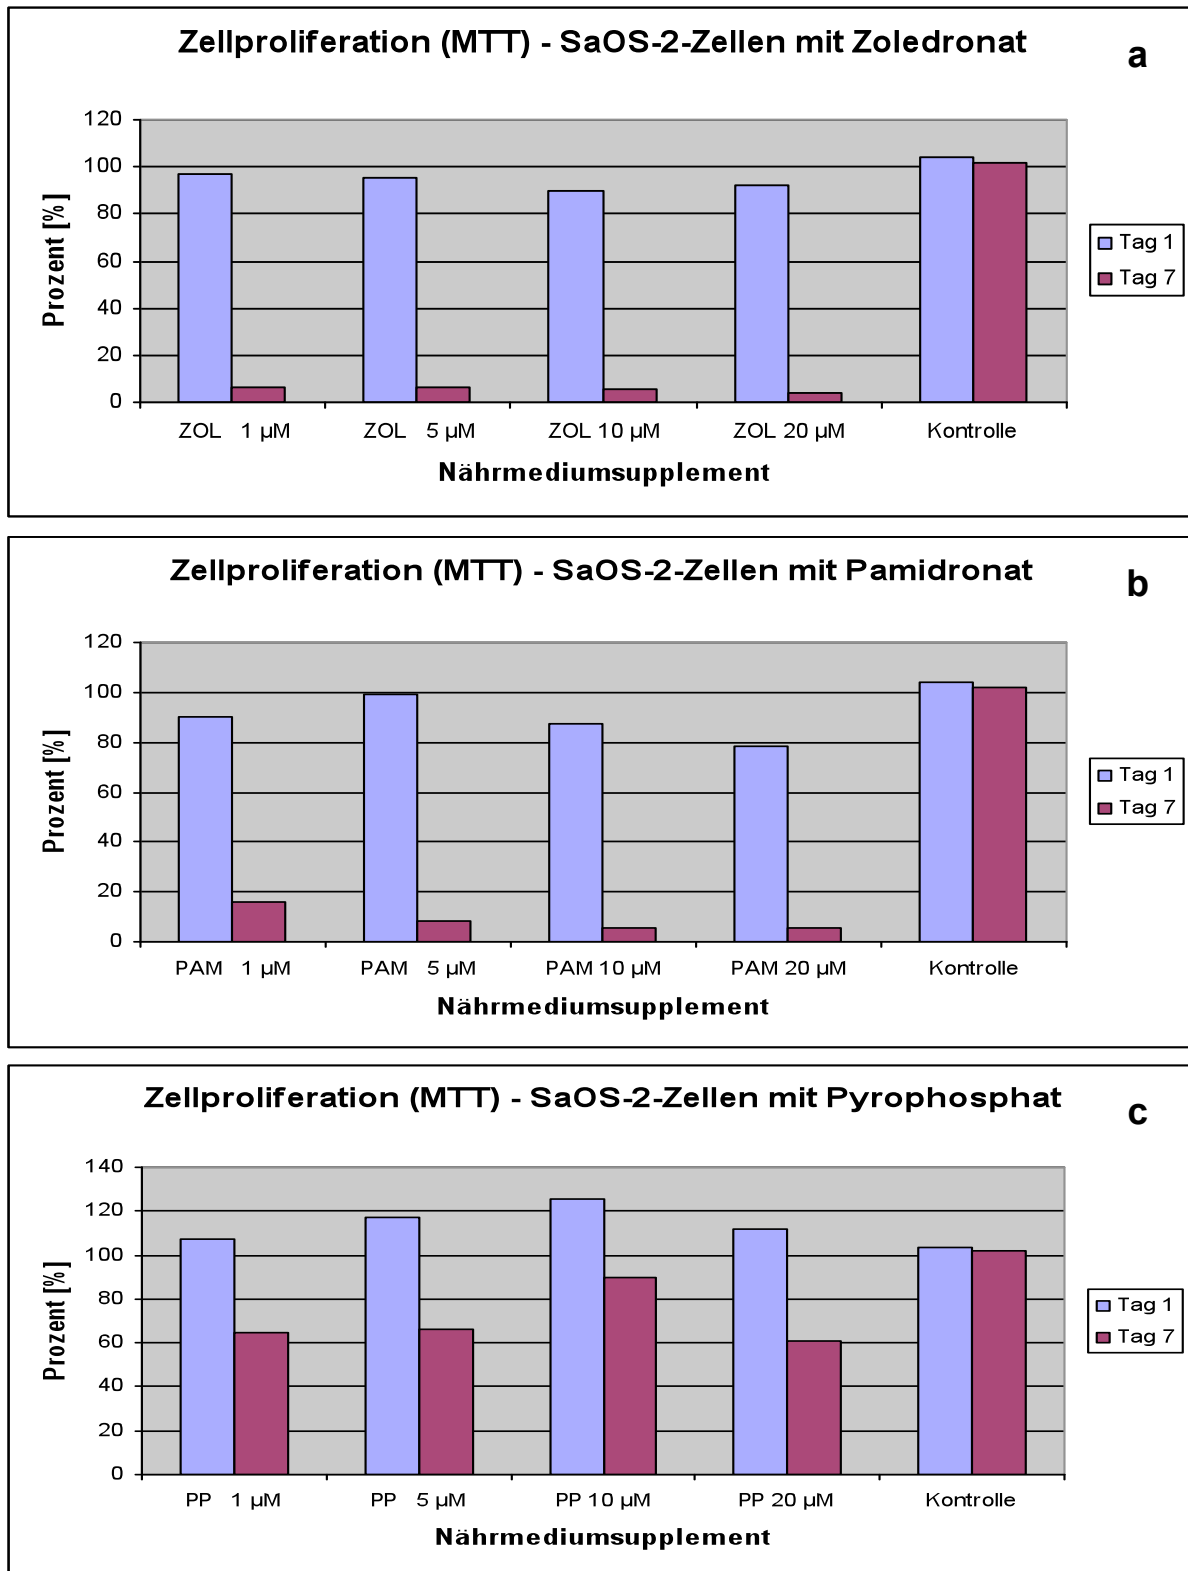 Zellproliferation (MTT) - SaOS-2-Zellen mit Zoledronat
a
120
100
80
60
40
20
0
Prozent [%]
ZOL 1 µM ZOL 5 µM ZOL 10 µM ZOL 20 µM Kontrolle
Nährmediumsupplement
Tag 1
Tag 7
Zellproliferation (MTT) - SaOS-2-Zellen mit Pamidronat
b
120
100
80
60
40
20
0
Prozent [%]
PAM 1 µM PAM 5 µM PAM 10 µM PAM 20 µM Kontrolle
Nährmediumsupplement
Tag 1
Tag 7
Zellproliferation (MTT) - SaOS-2-Zellen mit Pyrophosphat
c
140
120
100
80
60
40
20
0
Prozent [%]
PP 1 µM PP 5 µM PP 10 µM PP 20 µM Kontrolle
Nährmediumsupplement
Tag 1
Tag 7